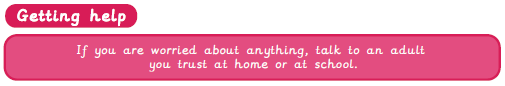 Getting help
If you are worried about anything, talk to an adult
you trust at home or at school.